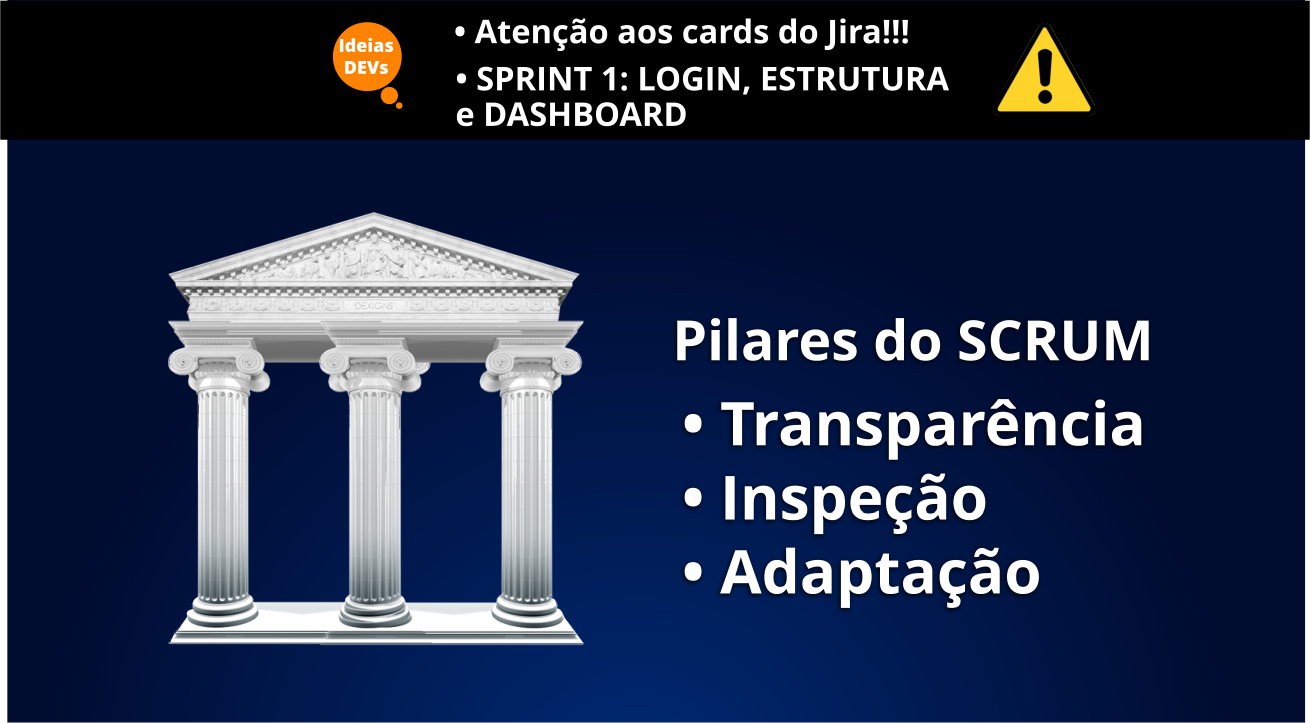 Ideias
DEVs
• Atenção aos cards do Jira!!!
• SPRINT 1: LOGIN, ESTRUTURA
e DASHBOARD
Pilares do SCRUM
• Transparência
• Inspeção
• Adaptação